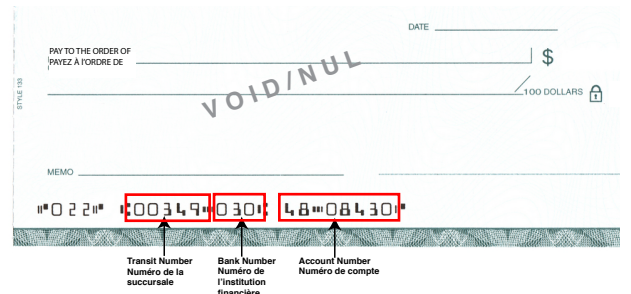 DATE
PAY TO THE ORDER OF
PAYEZ À l'ORDRE DE
$
VOID/NUL
STYLE 133
100 DOLLARS
MEMO
⑈022⑈ ⑆00349⑉030⑆ 48⑉08430⑈
Transit Number
Numéro de la
succursale
Bank Number
Numéro de
l'institution
financière
Account Number
Numéro de compte